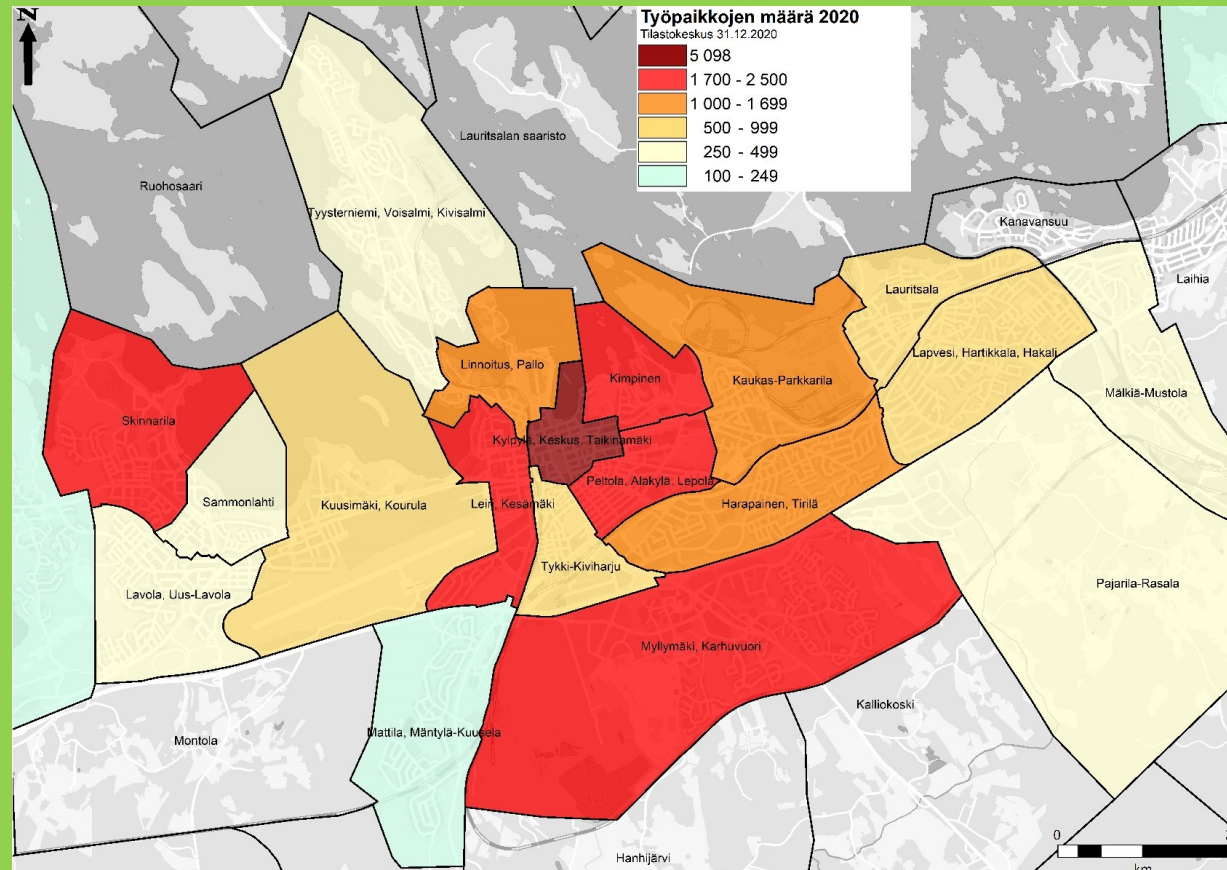 N
Työpaikkojen määrä 2020
Tilastokeskus 31.12.2020
5 098
1 700 - 2 500
1 000 - 1 699
500 - 999
250 - 499
100 - 249
Lauritsalan saaristo
Ruohosaari
Tyysterniemi, Voisalmi, Kivisalmi
Kanavansuu
Laihia
Lauritsala
Lapvesi, Hartikkala, Hakali
Linnoitus, Pallo
Kimpinen
Kaukas-Parkkarila
Mälkiä-Mustola
Skinnarila
Kylpylä, Keskus, Taikinamäki
Peltola, Alakylä, Lepola
Sammonlahti
Kuusimäki, Kourula
Leiri, Kesämäki
Harapainen, Tirilä
Tykki-Kiviharju
Pajarila-Rasala
Lavola, Uus-Lavola
Myllymäki, Karhuvuori
Kalliokoski
Mattila, Mäntylä-Kuusela
Montola
Hanhijärvi
0
km